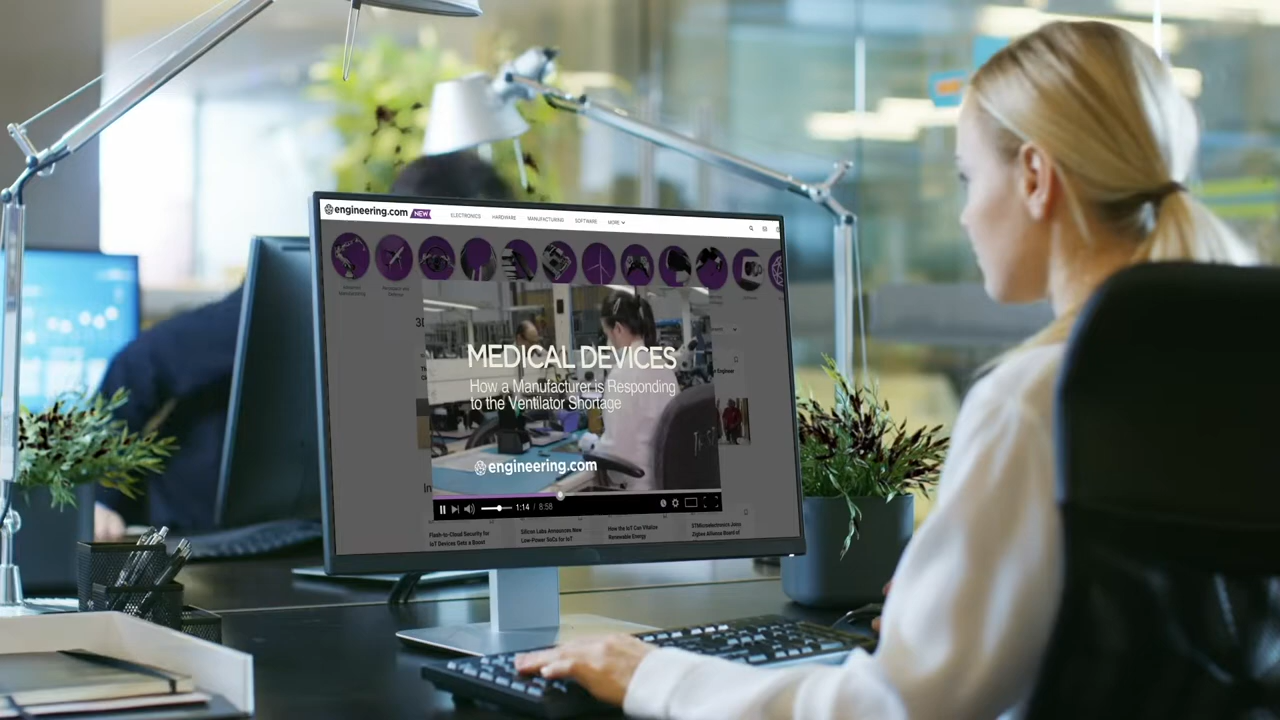 engineering.com NEW
ELECTRONICS HARDWARE MANUFACTURING SOFTWARE MORE
MEDICAL DEVICES
How a Manufacturer is Responding
to the Ventilator Shortage
engineering.com
1:14 / 8:58
Flash-to-Cloud Security for
IoT Devices Gets a Boost
Silicon Labs Announces New
Low-Power SoCs for IoT
How the IoT Can Vitalize
Renewable Energy
STMicroelectronics Joins
Zigbee Alliance Board of